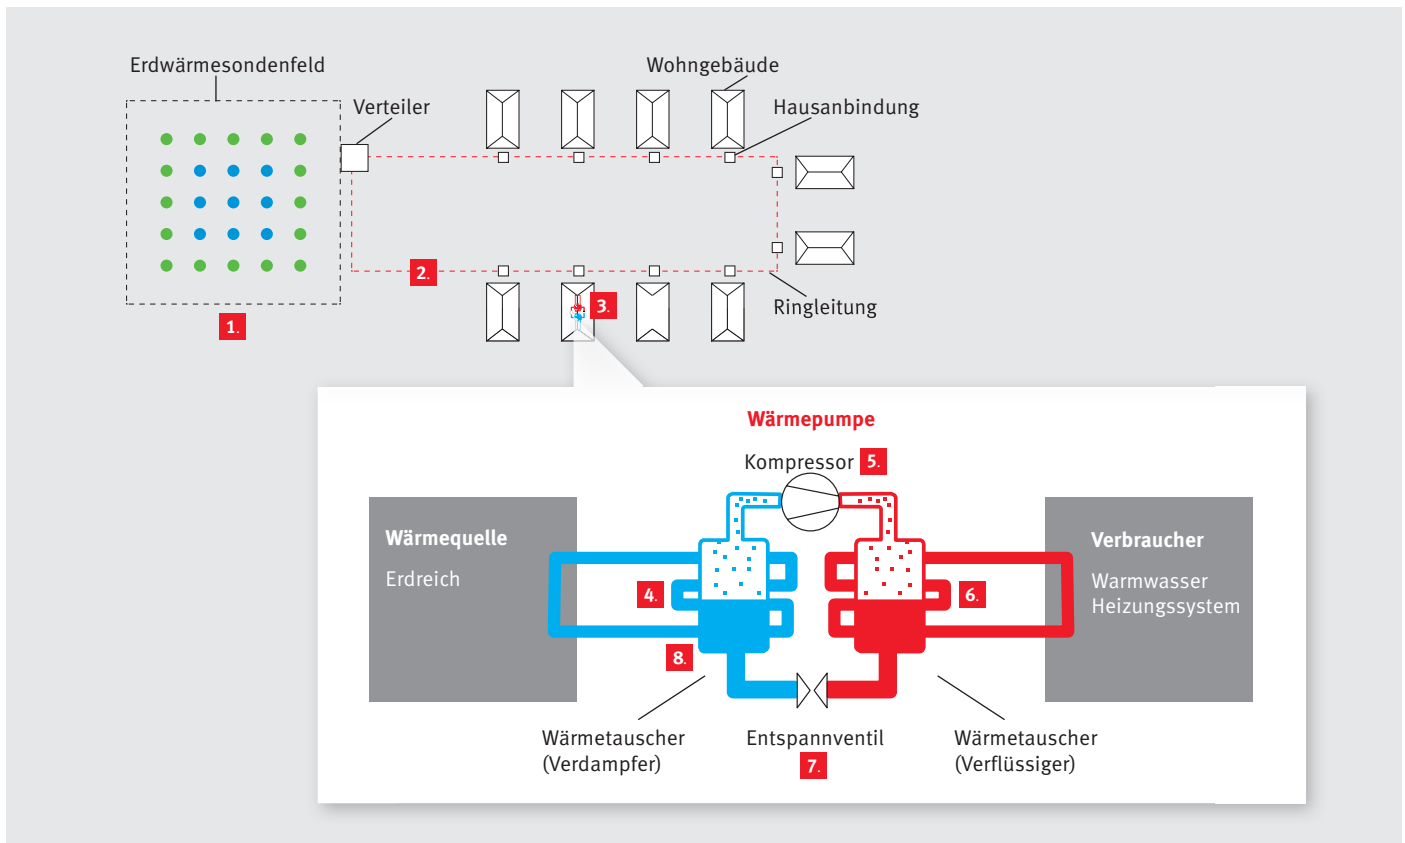 Erdwärmesondenfeld
Wohngebäude
Verteiler
Hausanbindung
2.
3.
Ringleitung
1.
Wärmepumpe
Kompressor 5.
Wärmequelle
Erdreich
Verbraucher
Warmwasser
Heizungssystem
4.
6.
8.
Wärmetauscher
(Verdampfer)
Entspannventil
7.
Wärmetauscher
(Verflüssiger)